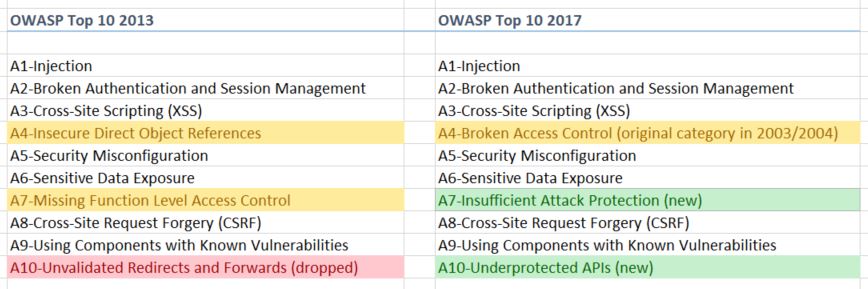 OWASP Top 10 2013
OWASP Top 10 2017
A1-Injection
A1-Injection
A2-Broken Authentication and Session Management
A2-Broken Authentication and Session Management
A3-Cross-Site Scripting (XSS)
A3-Cross-Site Scripting (XSS)
A4-Insecure Direct Object References
A4-Broken Access Control (original category in 2003/2004)
A5-Security Misconfiguration
A5-Security Misconfiguration
A6-Sensitive Data Exposure
A6-Sensitive Data Exposure
A7-Missing Function Level Access Control
A7-Insufficient Attack Protection (new)
A8-Cross-Site Request Forgery (CSRF)
A8-Cross-Site Request Forgery (CSRF)
A9-Using Components with Known Vulnerabilities
A9-Using Components with Known Vulnerabilities
A10-Unvalidated Redirects and Forwards (dropped)
A10-Underprotected APIs (new)